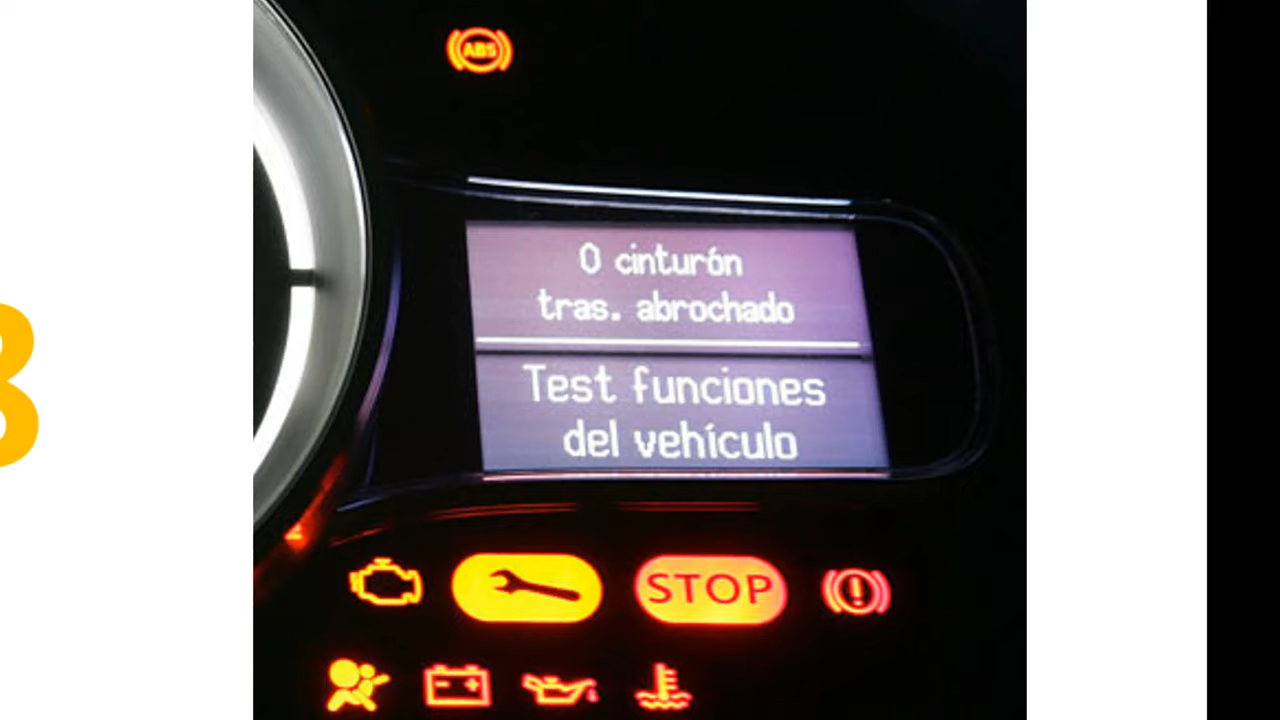 ABS
0 cinturón
tras. abrochado
Test funciones
del vehículo
STOP